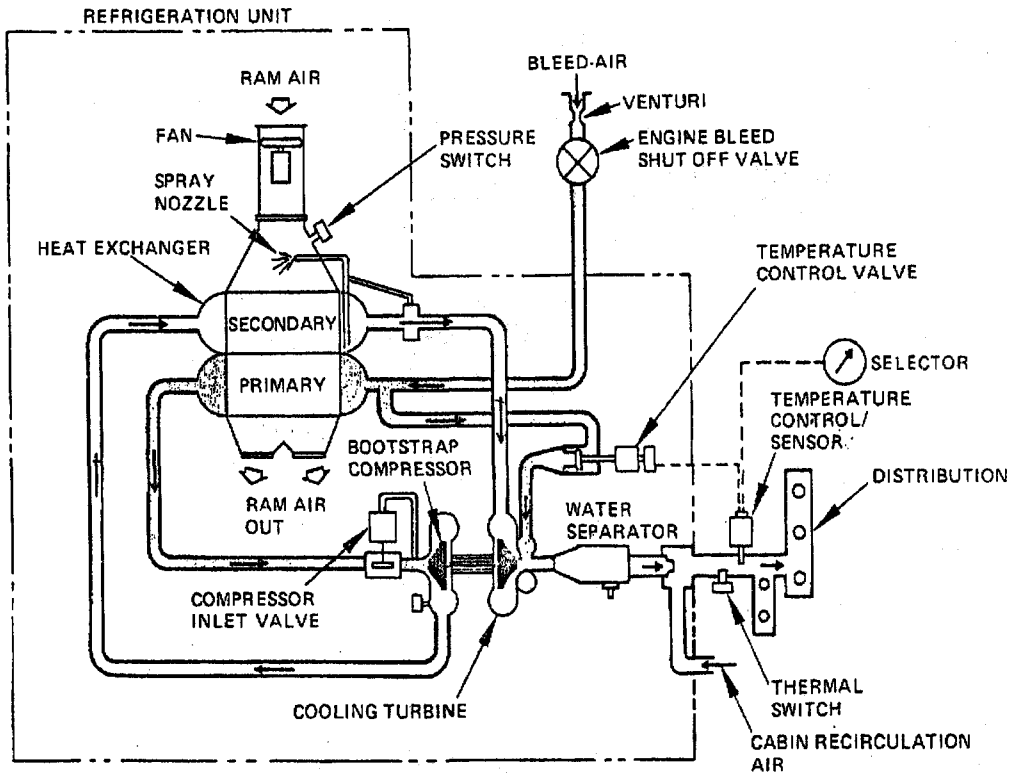 REFRIGERATION UNIT
BLEED-AIR
RAM AIR
VENTURI
FAN
PRESSURE
SWITCH
ENGINE BLEED
SHUT OFF VALVE
SPRAY
NOZZLE
HEAT EXCHANGER
TEMPERATURE
CONTROL VALVE
SECONDARY
PRIMARY
SELECTOR
TEMPERATURE
CONTROL/
SENSOR
BOOTSTRAP
COMPRESSOR
DISTRIBUTION
RAM AIR
OUT
WATER
SEPARATOR
COMPRESSOR
INLET VALVE
COOLING TURBINE
THERMAL
SWITCH
CABIN RECIRCULATION
AIR